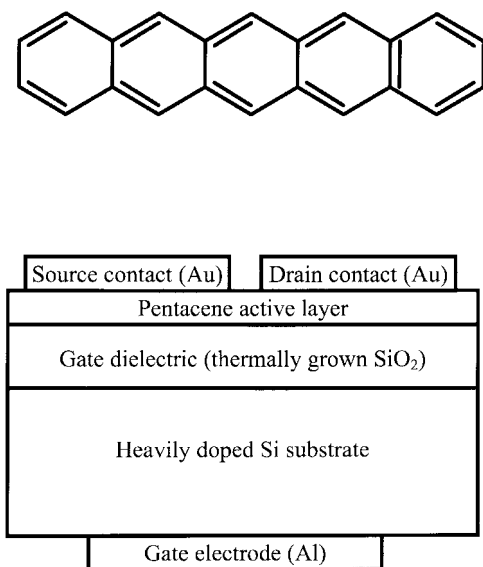 Source contact (Au)
Drain contact (Au)
Pentacene active layer
Gate dielectric (thermally grown SiO₂)
Heavily doped Si substrate
Gate electrode (Al)